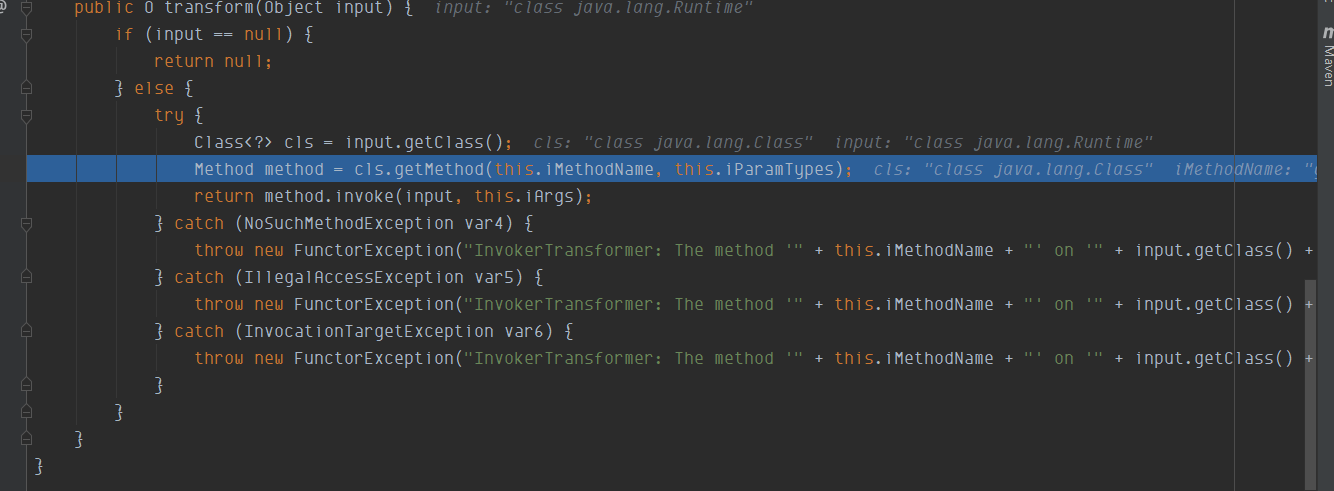 public O transform(Object input) {  input: "class java.lang.Runtime"
if (input == null) {
return null;
} else {
try {
Class<?> cls = input.getClass();  cls: "class java.lang.Class"  input: "class java.lang.Runtime"
Method method = cls.getMethod(this.iMethodName, this.iParamTypes);  cls: "class java.lang.Class"  iMethodName: "
return method.invoke(input, this.iArgs);
} catch (NoSuchMethodException var4) {
throw new FunctorException("InvokerTransformer: The method '" + this.iMethodName + "' on '" + input.getClass() +
} catch (IllegalAccessException var5) {
throw new FunctorException("InvokerTransformer: The method '" + this.iMethodName + "' on '" + input.getClass() +
} catch (InvocationTargetException var6) {
throw new FunctorException("InvokerTransformer: The method '" + this.iMethodName + "' on '" + input.getClass() +
}
}
}
}
m Maven